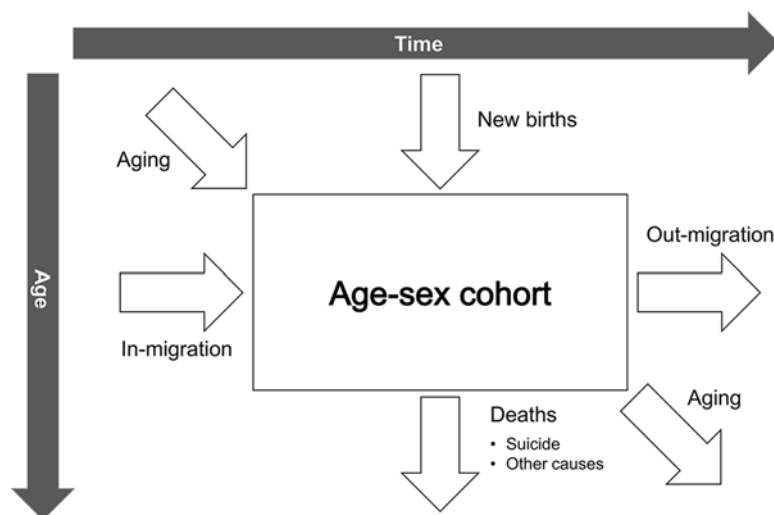 Time
New births
Aging
Out-migration
Age
Age-sex cohort
In-migration
Deaths
• Suicide
• Other causes
Aging